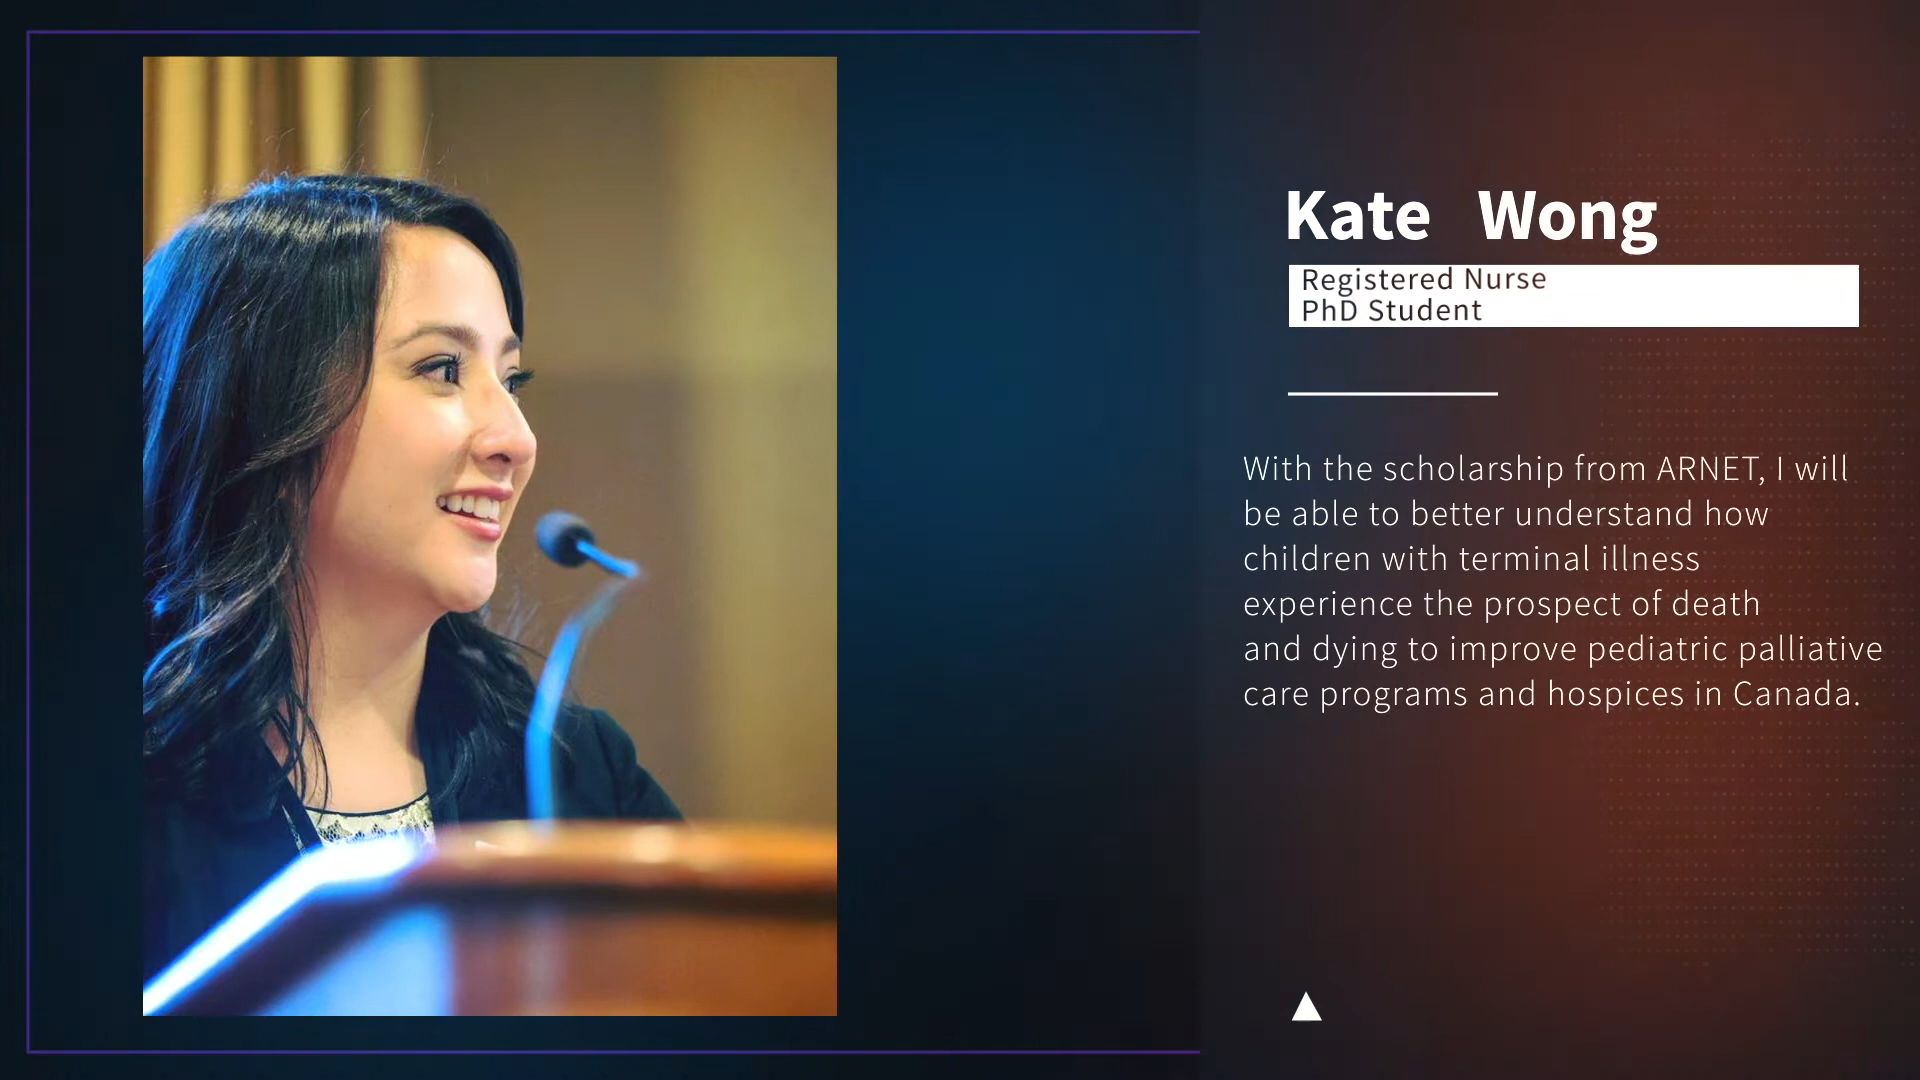 Kate Wong
Registered Nurse
PhD Student
With the scholarship from ARNET, I will
be able to better understand how
children with terminal illness
experience the prospect of death
and dying to improve pediatric palliative
care programs and hospices in Canada.